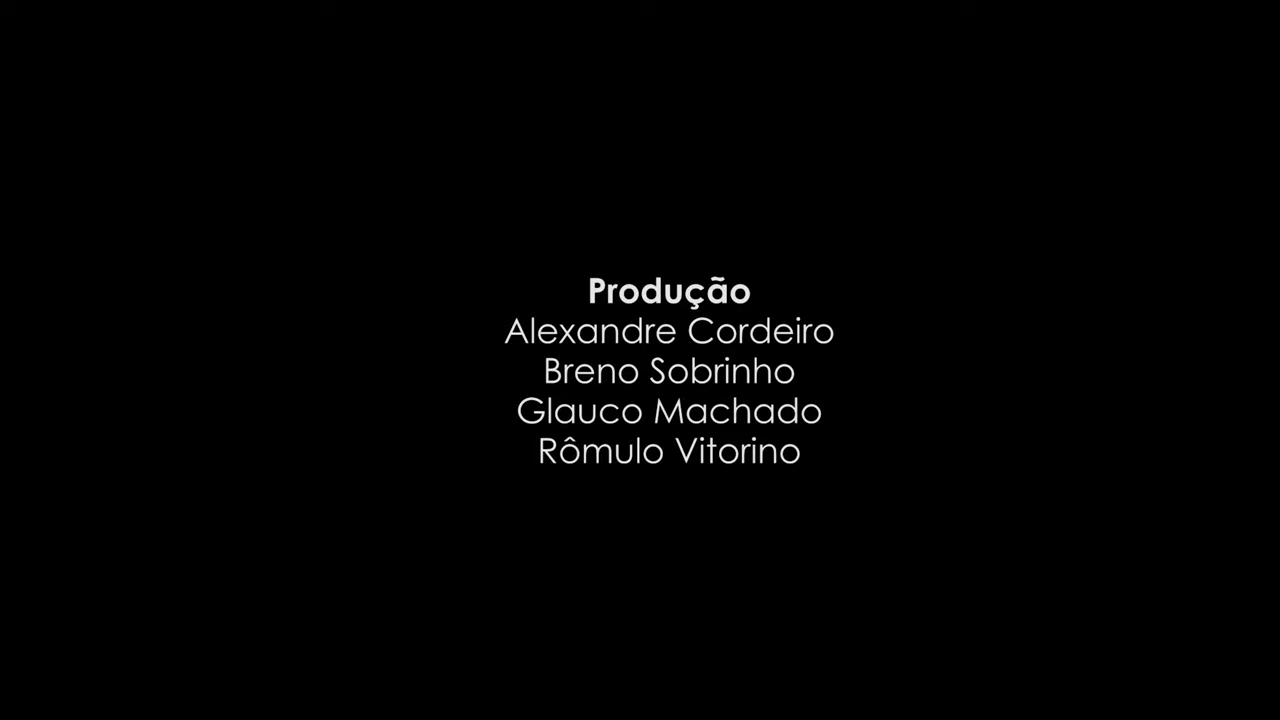 Produção
Alexandre Cordeiro
Breno Sobrinho
Glauco Machado
Rômulo Vitorino